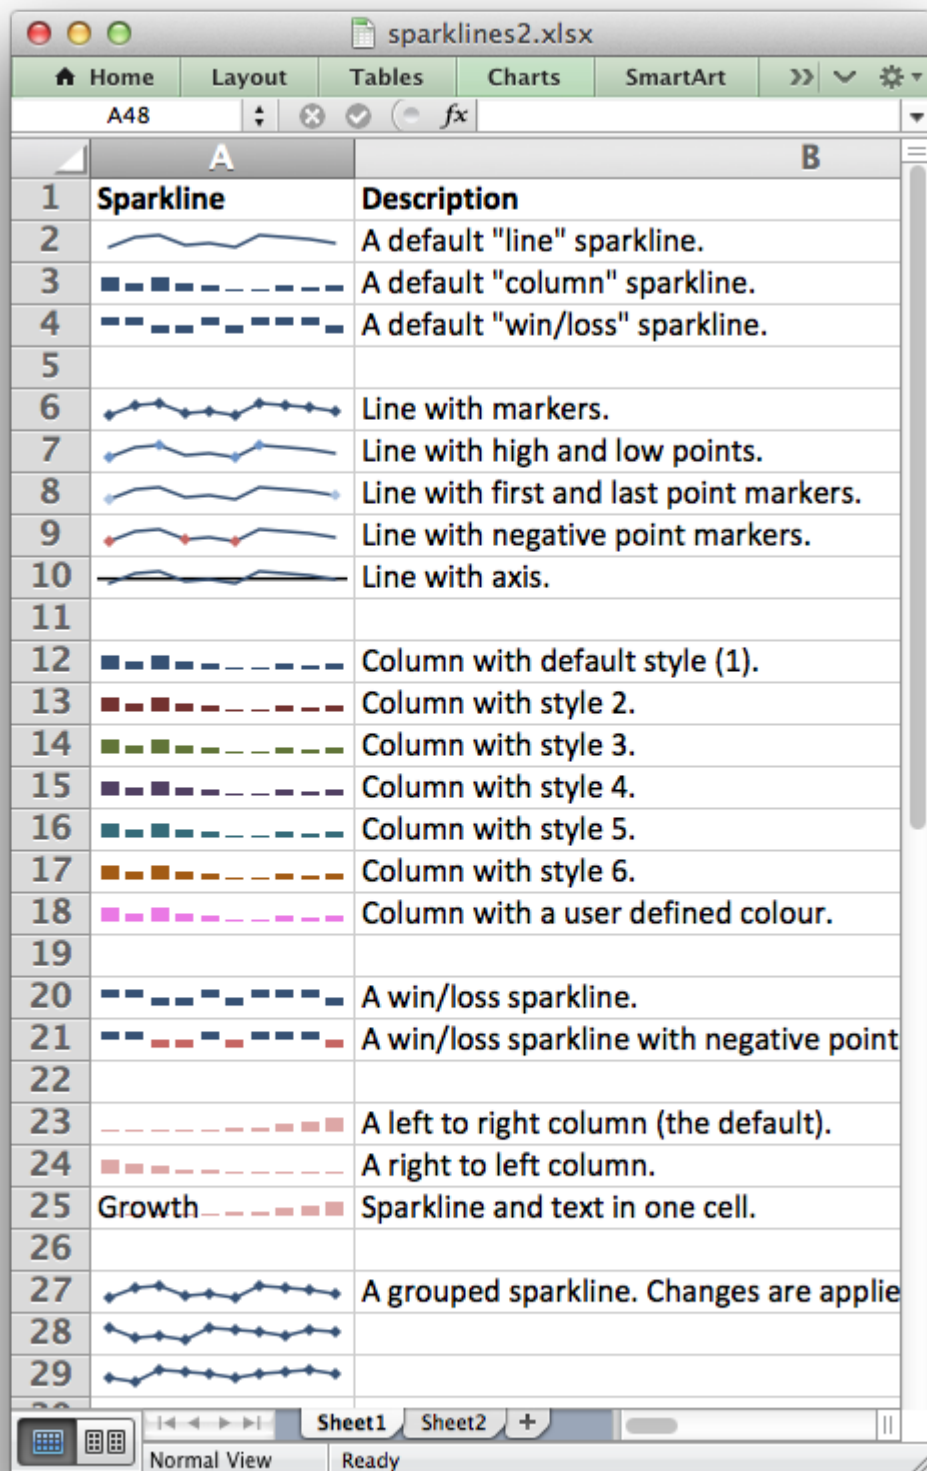 sparklines2.xlsx
Home Layout Tables Charts SmartArt
A48 fx
A B
1 Sparkline Description
2 A default "line" sparkline.
3 A default "column" sparkline.
4 A default "win/loss" sparkline.
5
6 Line with markers.
7 Line with high and low points.
8 Line with first and last point markers.
9 Line with negative point markers.
10 Line with axis.
11
12 Column with default style (1).
13 Column with style 2.
14 Column with style 3.
15 Column with style 4.
16 Column with style 5.
17 Column with style 6.
18 Column with a user defined colour.
19
20 A win/loss sparkline.
21 A win/loss sparkline with negative point
22
23 A left to right column (the default).
24 A right to left column.
25 Growth Sparkline and text in one cell.
26
27 A grouped sparkline. Changes are applie
28
29
Sheet1 Sheet2
Normal View Ready